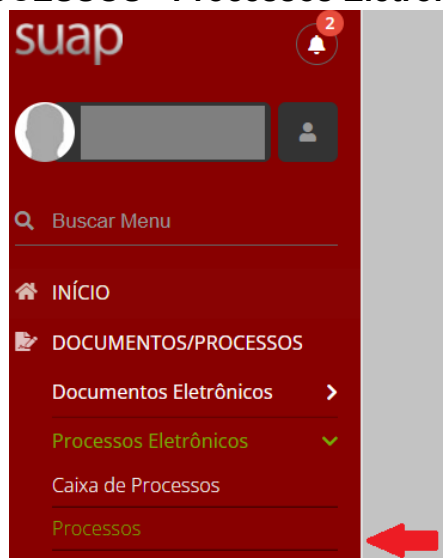 suap
2
Buscar Menu
INÍCIO
DOCUMENTOS/PROCESSOS
Documentos Eletrônicos
Processos Eletrônicos
Caixa de Processos
Processos